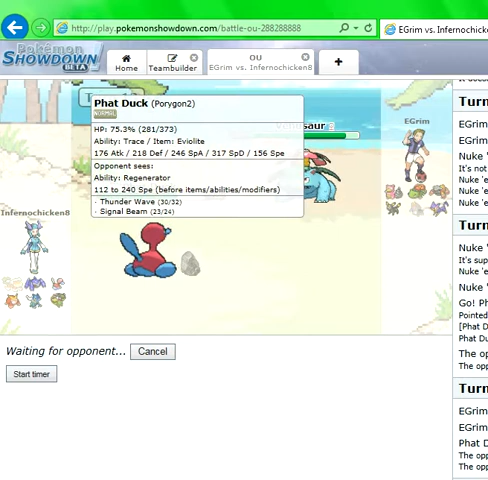 http://play.pokemonshowdown.com/battle-ou-288288888
EGrim vs. Infernochicken
Pokémon
SHOWDOWN
BETA
Home
Teambuilder
OU
EGrim vs. Infernochicken8
+
Phat Duck (Porygon2)
NORMAL
HP: 75.3% (281/373)
Ability: Trace / Item: Eviolite
176 Atk / 218 Def / 246 SpA / 317 SpD / 156 Spe
Opponent sees:
Ability: Regenerator
112 to 240 Spe (before items/abilities/modifiers)
· Thunder Wave (30/32)
· Signal Beam (23/24)
Venusaur
EGrim
Infernochicken8
Waiting for opponent...
Cancel
Start timer
Turn
EGrim
EGrim
Nuke 'e
It's not
Nuke 'e
Nuke 'e
Nuke 'e
Turn
Nuke '
It's sup
Nuke 'e
Nuke '
Go! Ph
Pointed
[Phat D
Phat Du
The op
The opp
Turn
EGrim
EGrim
Phat D
The opp
The opp